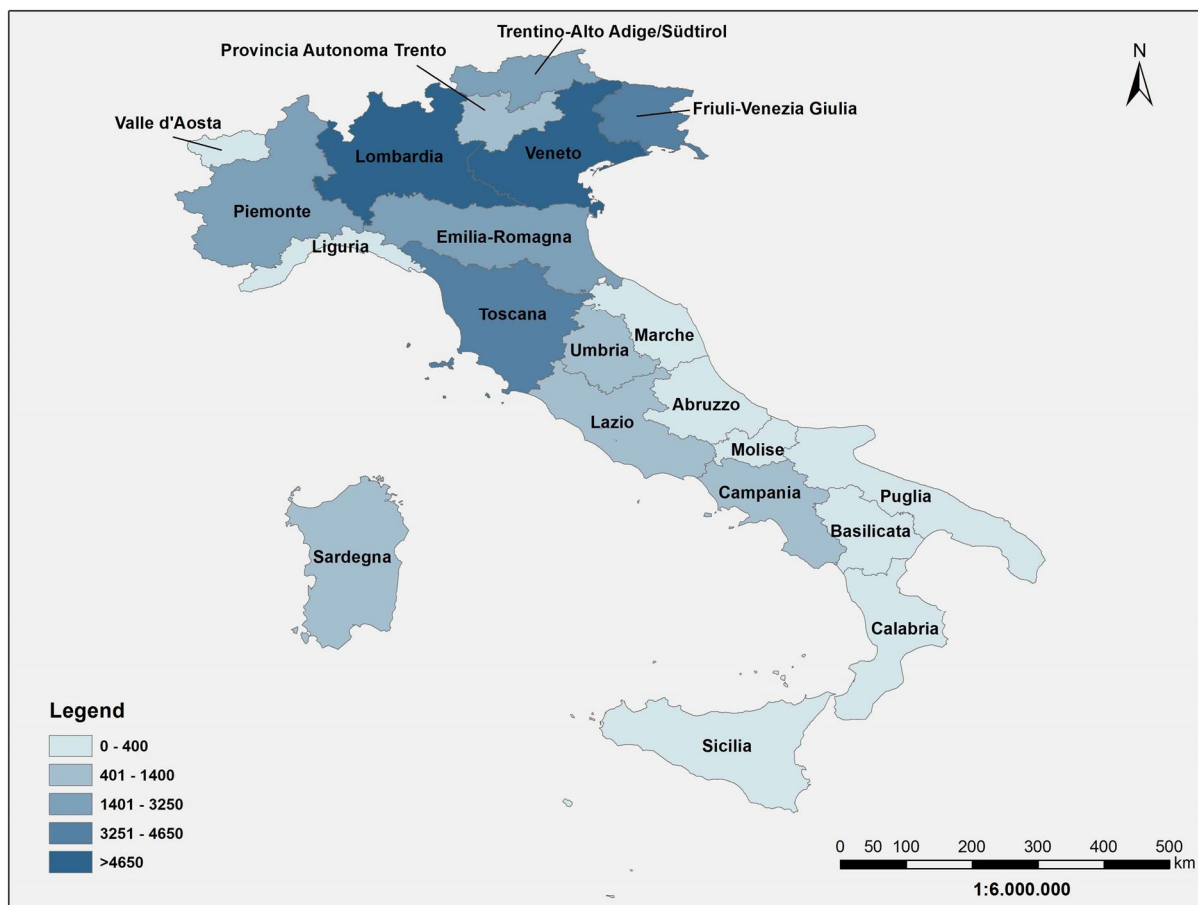 Trentino-Alto Adige/Südtirol
Provincia Autonoma Trento
N
Friuli-Venezia Giulia
Valle d'Aosta
Lombardia
Veneto
Piemonte
Emilia-Romagna
Liguria
Toscana
Marche
Umbria
Abruzzo
Lazio
Molise
Campania
Puglia
Basilicata
Sardegna
Calabria
Sicilia
Legend
0 - 400
401 - 1400
1401 - 3250
3251 - 4650
>4650
0 50 100 200 300 400 500
km
1:6.000.000